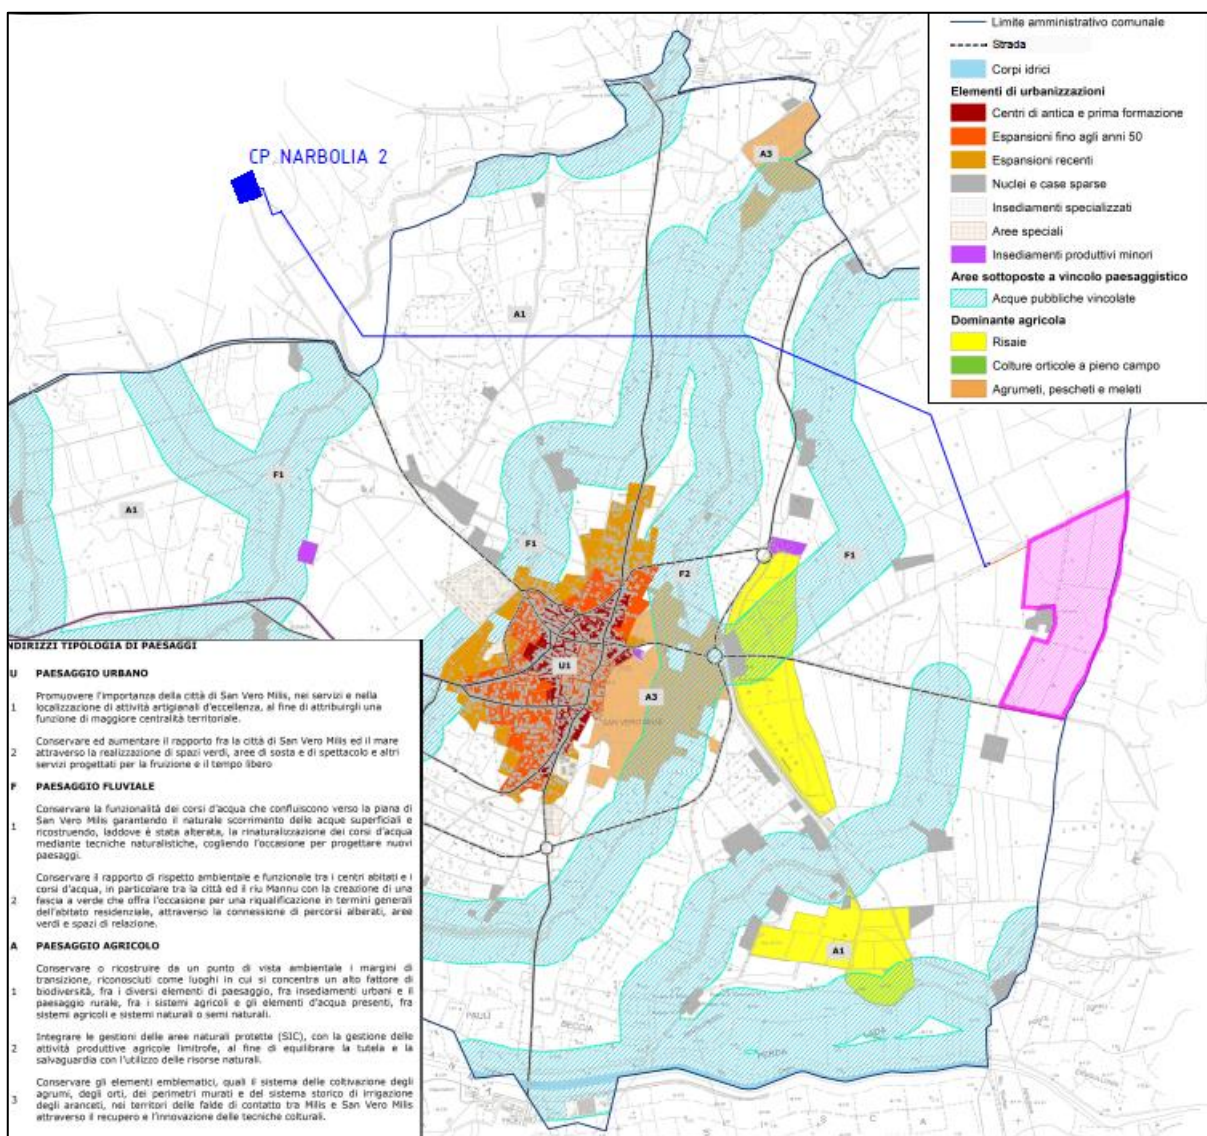 Limite amministrativo comunale
Strada
Corpi idrici
Elementi di urbanizzazioni
Centri di antica e prima formazione
Espansioni fino agli anni 50
Espansioni recenti
Nuclei e case sparse
Insediamenti specializzati
Aree speciali
Insediamenti produttivi minori
Aree sottoposte a vincolo paesaggistico
Acque pubbliche vincolate
Dominante agricola
Risaie
Colture orticole a pieno campo
Agrumeti, pescheti e meleti
CP NARBOLIA 2
A3
A1
F1
A1
F1
F2
F1
U1
A3
SAN VERO MILIS
A1
PAULI
BECCIA
PERDA
LADA
NDIRIZZI TIPOLOGIA DI PAESAGGI
U PAESAGGIO URBANO
Promuovere l'importanza della città di San Vero Milis, nei servizi e nella
1 localizzazione di attività artigianali d'eccellenza, al fine di attribuirgli una
funzione di maggiore centralità territoriale.
Conservare ed aumentare il rapporto fra la città di San Vero Milis ed il mare
2 attraverso la realizzazione di spazi verdi, aree di sosta e di spettacolo e altri
servizi progettati per la fruizione e il tempo libero
F PAESAGGIO FLUVIALE
Conservare la funzionalità dei corsi d'acqua che confluiscono verso la piana di
San Vero Milis garantendo il naturale scorrimento delle acque superficiali e
1 ricostruendo, laddove è stata alterata, la rinaturalizzazione dei corsi d'acqua
mediante tecniche naturalistiche, cogliendo l'occasione per progettare nuovi
paesaggi.
Conservare il rapporto di rispetto ambientale e funzionale tra i centri abitati e i
corsi d'acqua, in particolare tra la città ed il riu Mannu con la creazione di una
2 fascia a verde che offra l'occasione per una riqualificazione in termini generali
dell'abitato residenziale, attraverso la connessione di percorsi alberati, aree
verdi e spazi di relazione.
A PAESAGGIO AGRICOLO
Conservare o ricostruire da un punto di vista ambientale i margini di
transizione, riconosciuti come luoghi in cui si concentra un alto fattore di
1 biodiversità, fra i diversi elementi di paesaggio, fra insediamenti urbani e il
paesaggio rurale, fra i sistemi agricoli e gli elementi d'acqua presenti, fra
sistemi agricoli e sistemi naturali o semi naturali.
Integrare le gestioni delle aree naturali protette (SIC), con la gestione delle
2 attività produttive agricole limitrofe, al fine di equilibrare la tutela e la
salvaguardia con l'utilizzo delle risorse naturali.
Conservare gli elementi emblematici, quali il sistema delle coltivazione degli
agrumi, degli orti, dei perimetri murati e del sistema storico di irrigazione
3 degli aranceti, nei territori delle falde di contatto tra Milis e San Vero Milis
attraverso il recupero e l'innovazione delle tecniche colturali.